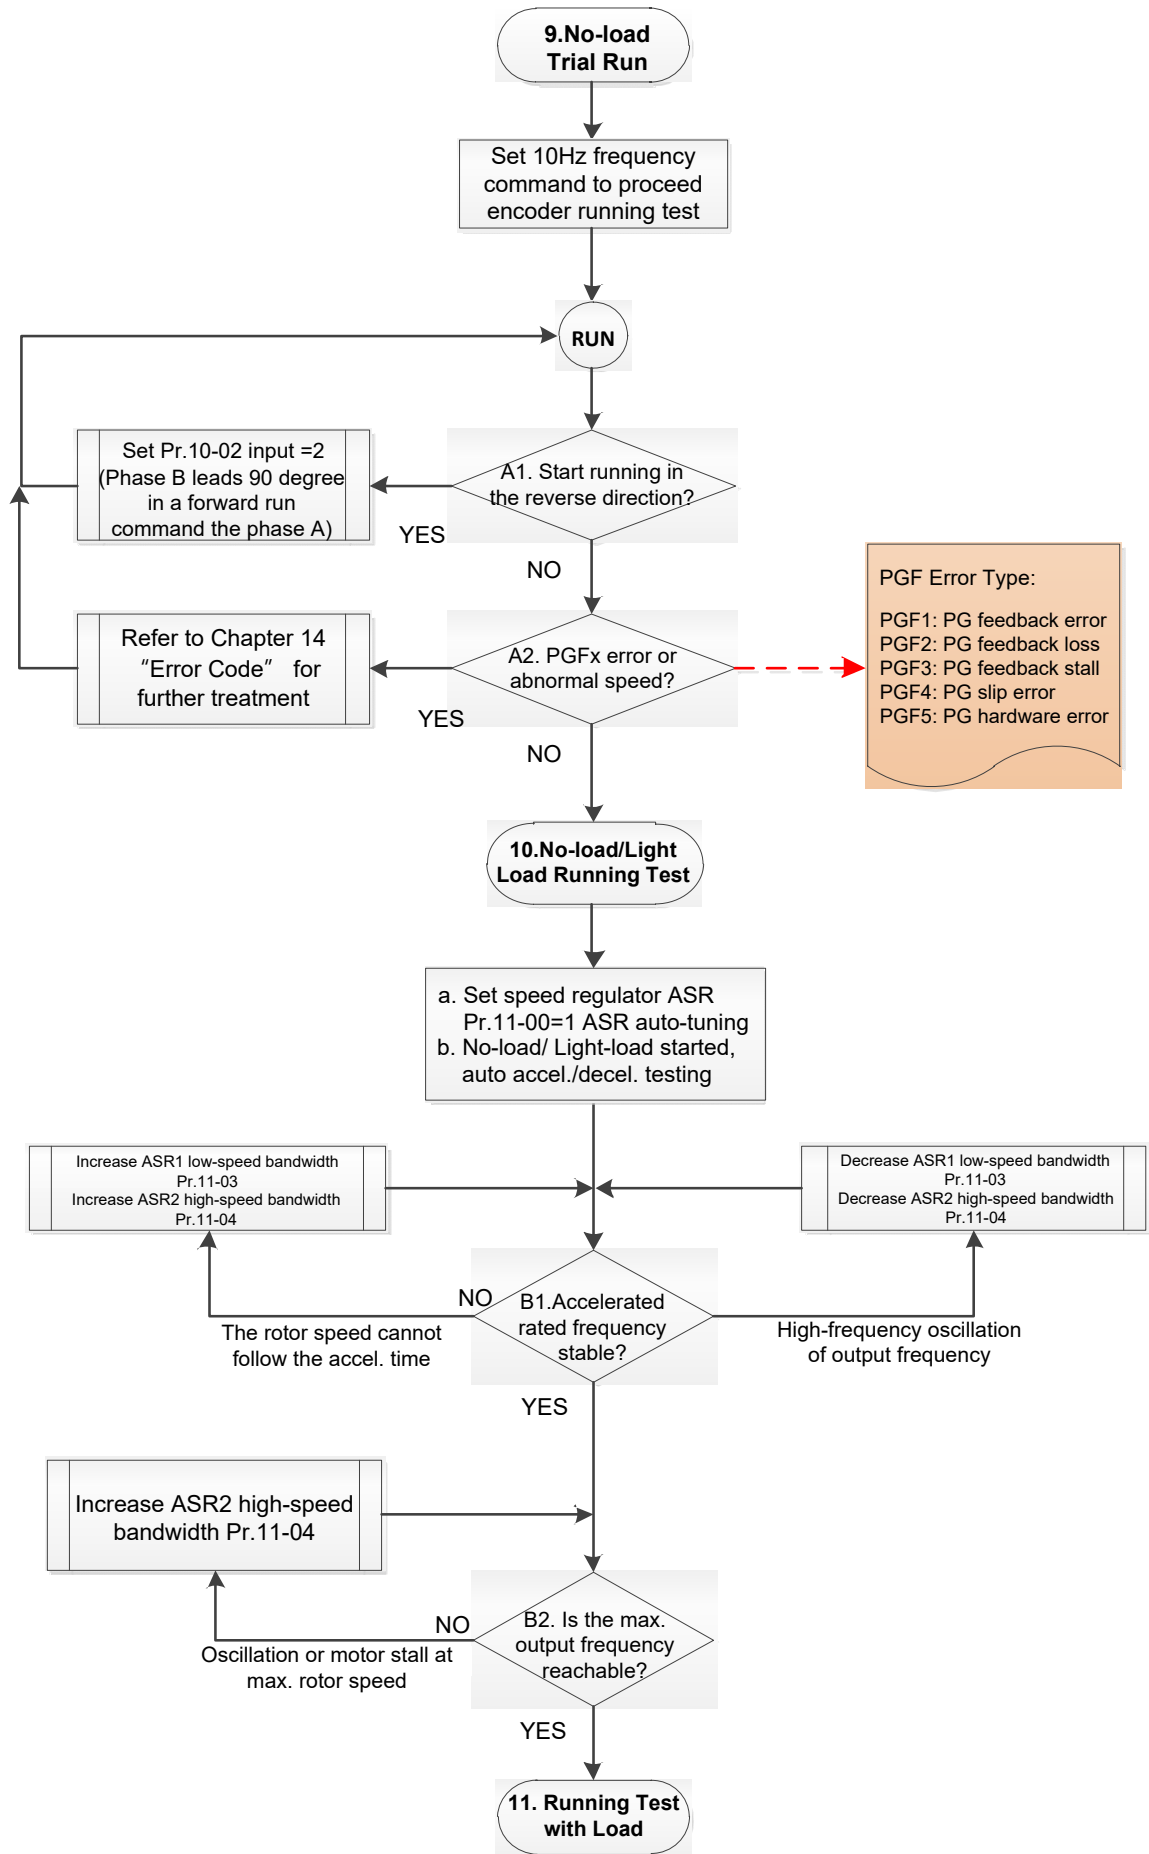 9.No-load
Trial Run
Set 10Hz frequency
command to proceed
encoder running test
RUN
Set Pr.10-02 input =2
(Phase B leads 90 degree
in a forward run
command the phase A)
A1. Start running in
the reverse direction?
YES
NO
Refer to Chapter 14
“Error Code” for
further treatment
A2. PGFx error or
abnormal speed?
YES
NO
PGF Error Type:
PGF1: PG feedback error
PGF2: PG feedback loss
PGF3: PG feedback stall
PGF4: PG slip error
PGF5: PG hardware error
10.No-load/Light
Load Running Test
a. Set speed regulator ASR
Pr.11-00=1 ASR auto-tuning
b. No-load/ Light-load started,
auto accel./decel. testing
Increase ASR1 low-speed bandwidth
Pr.11-03
Increase ASR2 high-speed bandwidth
Pr.11-04
Decrease ASR1 low-speed bandwidth
Pr.11-03
Decrease ASR2 high-speed bandwidth
Pr.11-04
NO
The rotor speed cannot
follow the accel. time
B1.Accelerated
rated frequency
stable?
High-frequency oscillation
of output frequency
YES
Increase ASR2 high-speed
bandwidth Pr.11-04
NO
Oscillation or motor stall at
max. rotor speed
B2. Is the max.
output frequency
reachable?
YES
11. Running Test
with Load